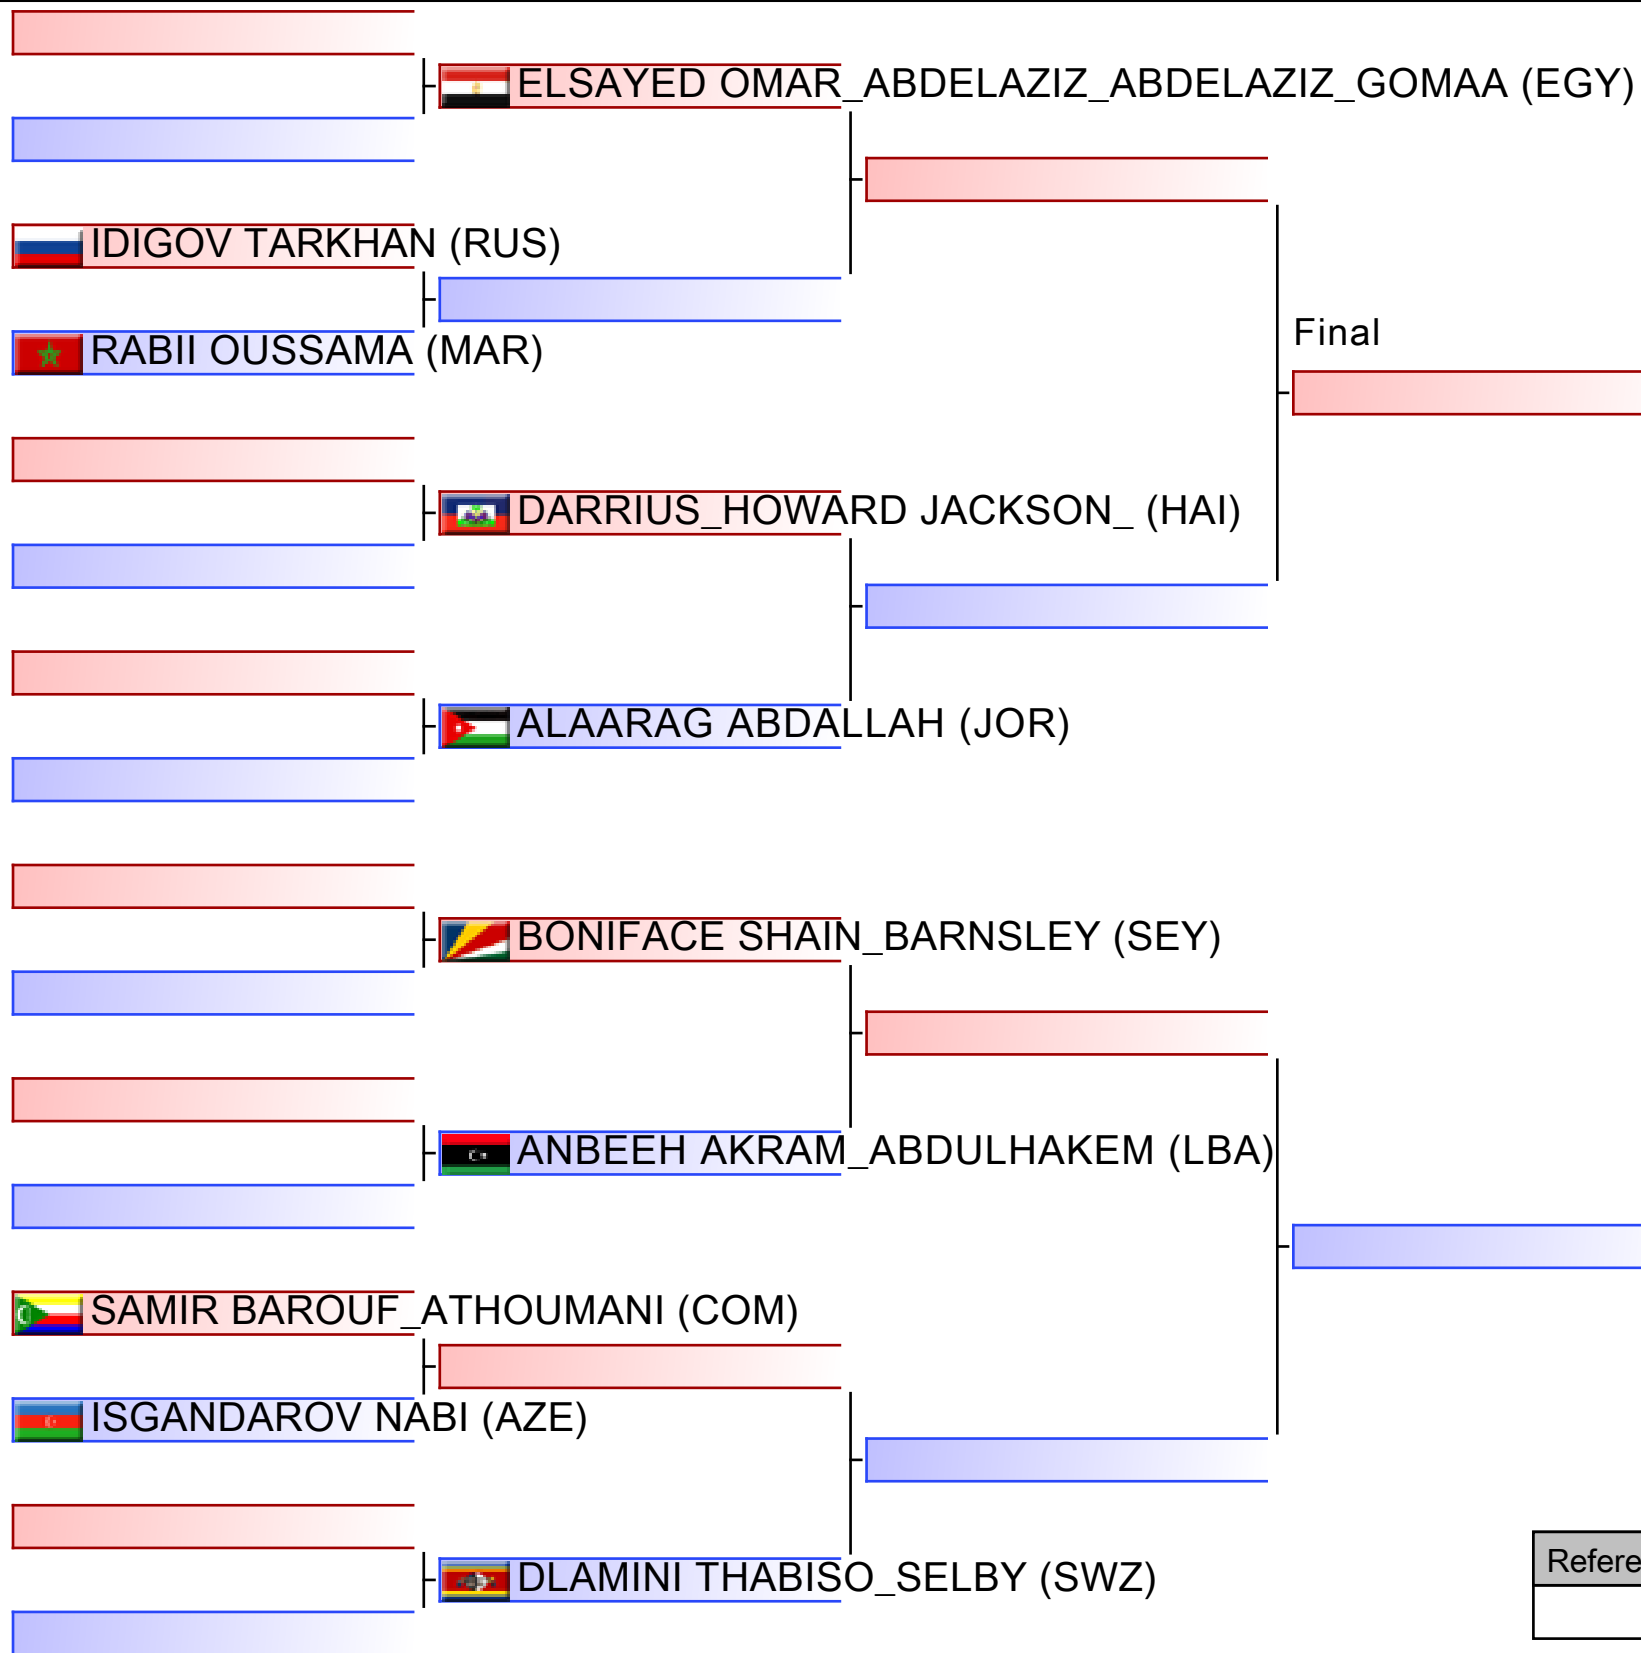 ELSAYED OMAR_ABDELAZIZ_ABDELAZIZ_GOMAA (EGY)
IDIGOV TARKHAN (RUS)
Final
RABII OUSSAMA (MAR)
DARRIUS_HOWARD JACKSON_ (HAI)
ALAARAG ABDALLAH (JOR)
BONIFACE SHAIN_BARNSLEY (SEY)
ANBEEH AKRAM_ABDULHAKEM (LBA)
SAMIR BAROUF_ATHOUMANI (COM)
ISGANDAROV NABI (AZE)
Refere
DLAMINI THABISO_SELBY (SWZ)